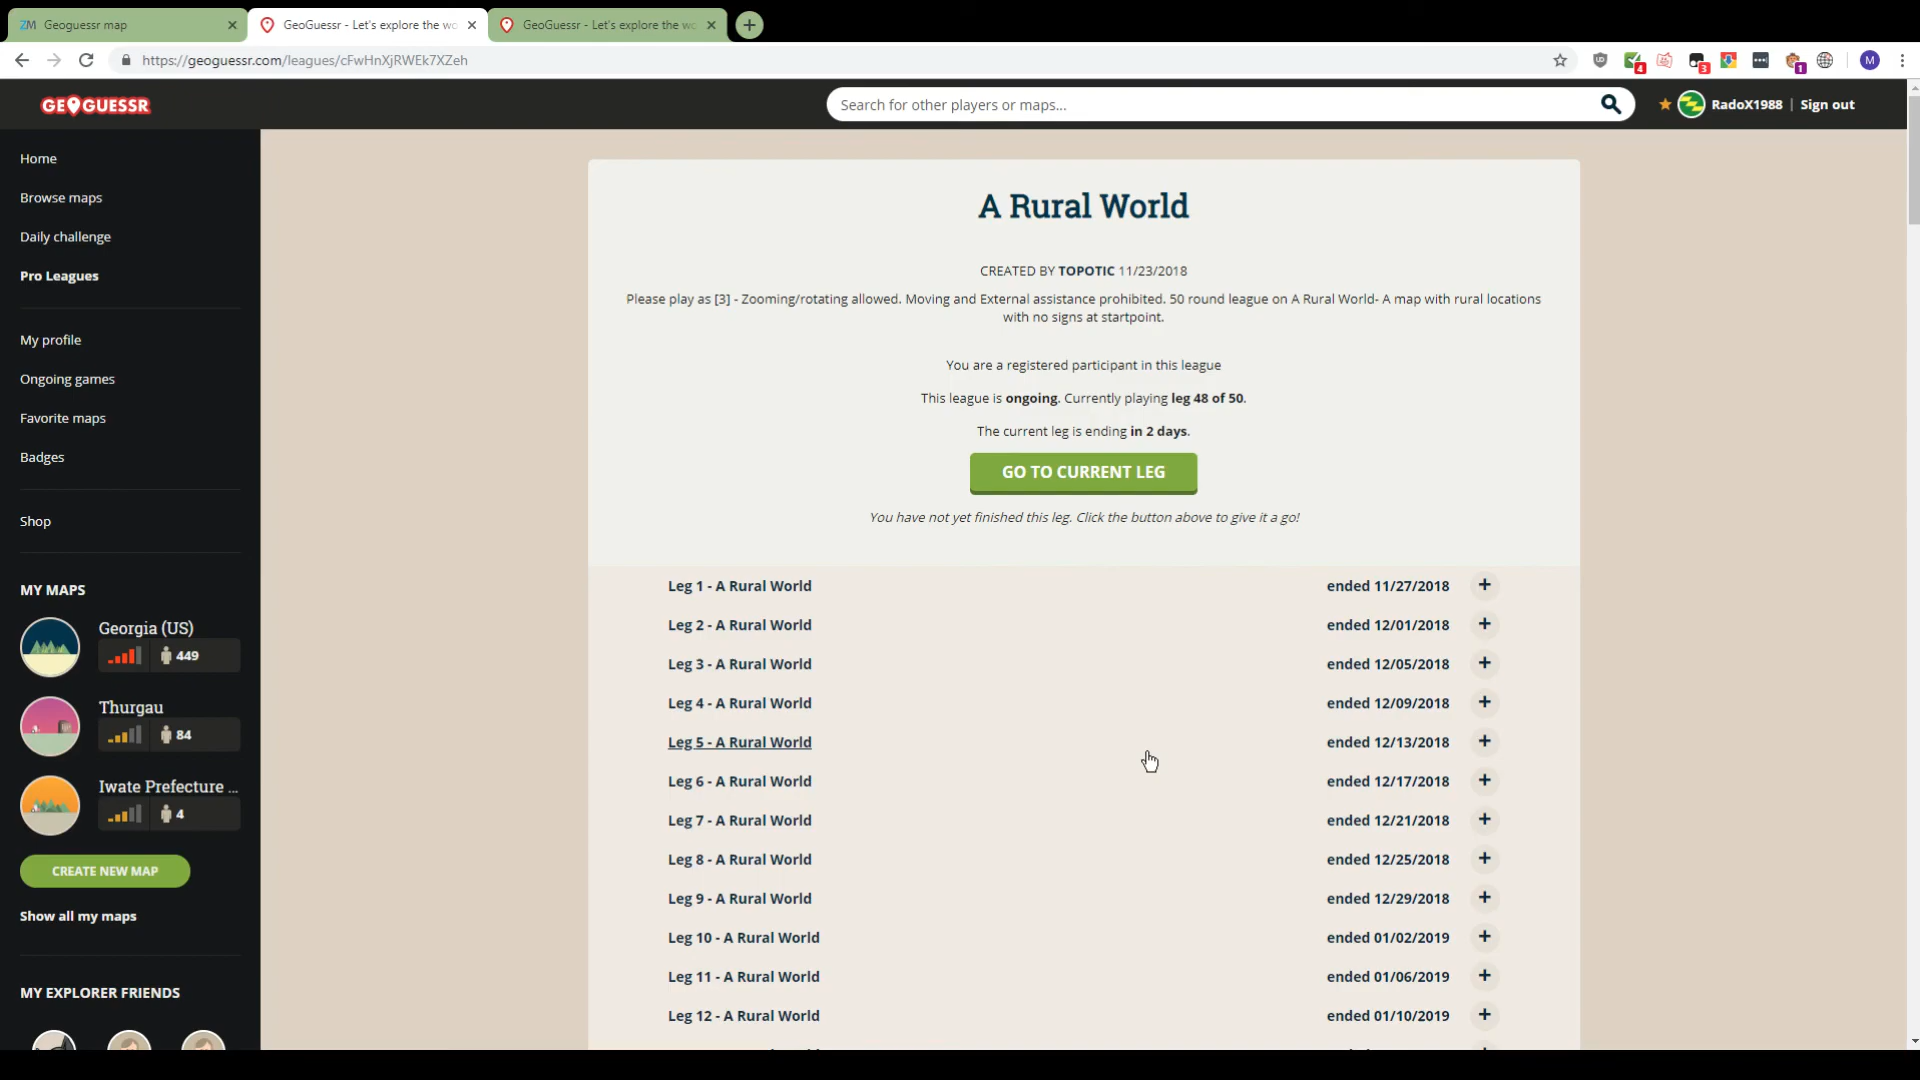 Geoguessr map
GeoGuessr - Let's explore the wo
GeoGuessr - Let's explore the wo
https://geoguessr.com/leagues/cFwHnXjRWEk7XZeh
4
3
1
M
GEOGUESSR
Search for other players or maps...
RadoX1988 | Sign out
Home
Browse maps
Daily challenge
Pro Leagues
My profile
Ongoing games
Favorite maps
Badges
Shop
MY MAPS
Georgia (US)
449
Thurgau
84
Iwate Prefecture ...
4
CREATE NEW MAP
Show all my maps
MY EXPLORER FRIENDS
A Rural World
CREATED BY TOPOTIC 11/23/2018
Please play as [3] - Zooming/rotating allowed. Moving and External assistance prohibited. 50 round league on A Rural World- A map with rural locations
with no signs at startpoint.
You are a registered participant in this league
This league is ongoing. Currently playing leg 48 of 50.
The current leg is ending in 2 days.
GO TO CURRENT LEG
You have not yet finished this leg. Click the button above to give it a go!
Leg 1 - A Rural World ended 11/27/2018 +
Leg 2 - A Rural World ended 12/01/2018 +
Leg 3 - A Rural World ended 12/05/2018 +
Leg 4 - A Rural World ended 12/09/2018 +
Leg 5 - A Rural World ended 12/13/2018 +
Leg 6 - A Rural World ended 12/17/2018 +
Leg 7 - A Rural World ended 12/21/2018 +
Leg 8 - A Rural World ended 12/25/2018 +
Leg 9 - A Rural World ended 12/29/2018 +
Leg 10 - A Rural World ended 01/02/2019 +
Leg 11 - A Rural World ended 01/06/2019 +
Leg 12 - A Rural World ended 01/10/2019 +